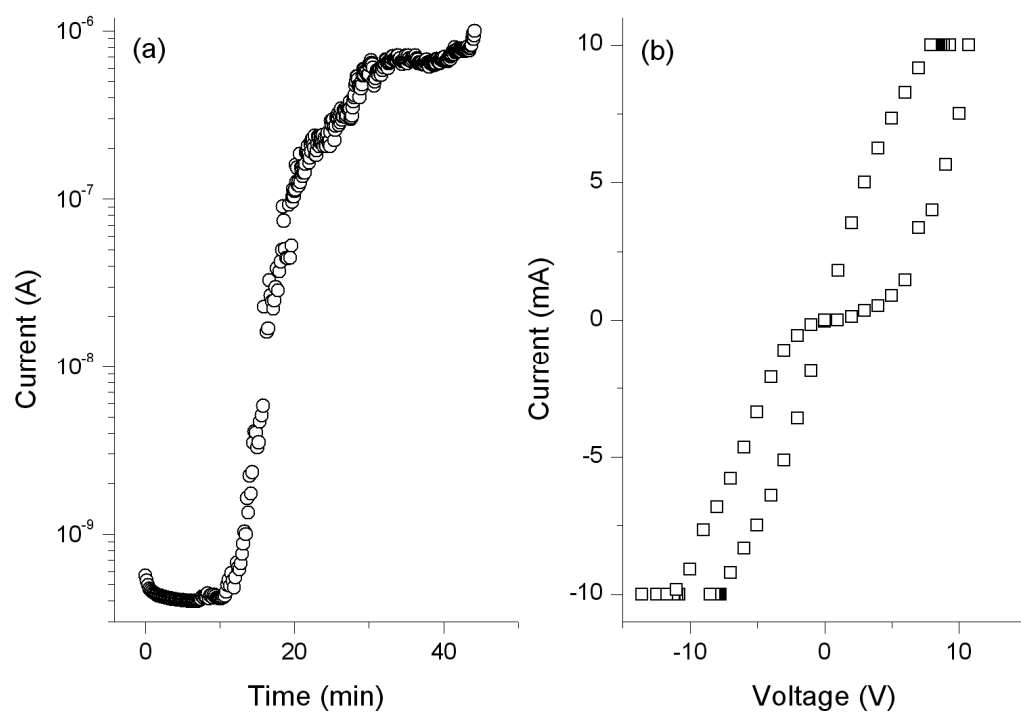 (a)
Current (A)
10⁻⁶
10⁻⁷
10⁻⁸
10⁻⁹
0 20 40
Time (min)
(b)
Current (mA)
10
5
0
-5
-10
-10 0 10
Voltage (V)